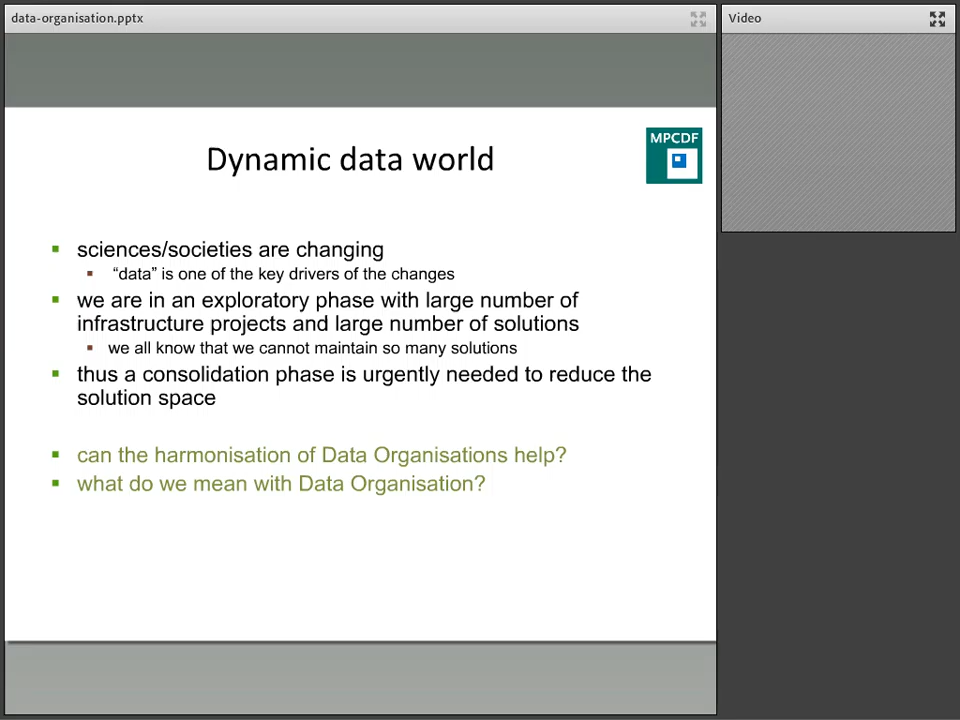 data-organisation.pptx
Video
MPCDF
Dynamic data world
sciences/societies are changing
“data” is one of the key drivers of the changes
we are in an exploratory phase with large number of
infrastructure projects and large number of solutions
we all know that we cannot maintain so many solutions
thus a consolidation phase is urgently needed to reduce the
solution space
can the harmonisation of Data Organisations help?
what do we mean with Data Organisation?